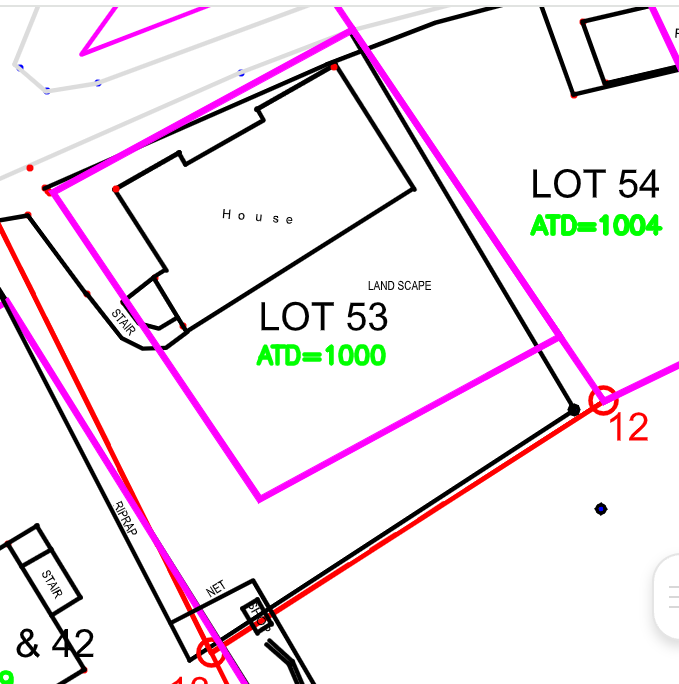 LOT 54
ATD=1004
House
LAND SCAPE
STAIR
LOT 53
ATD=1000
12
RIPRAP
NET
STAIR
& 42